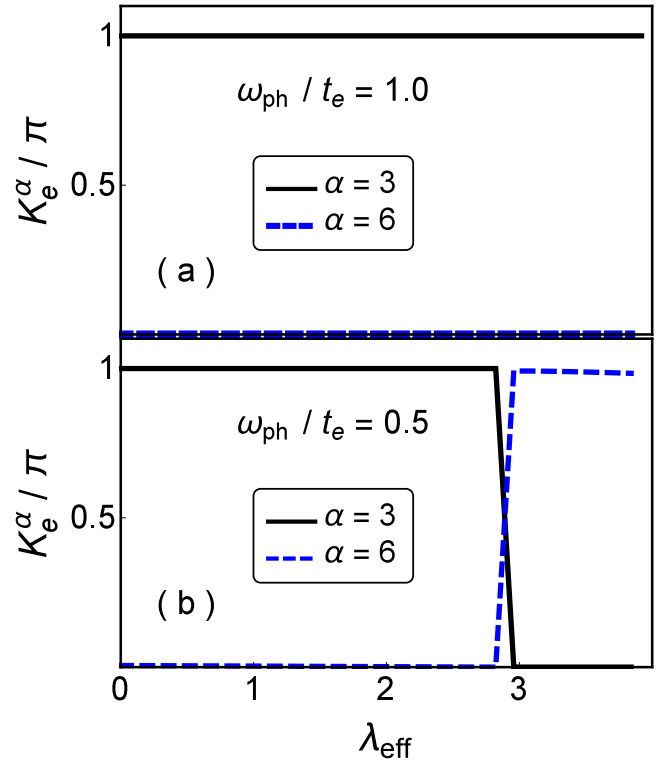 1
ω_ph / t_e = 1.0
K_e^α / π
0.5
α = 3
α = 6
( a )
1
ω_ph / t_e = 0.5
K_e^α / π
0.5
α = 3
α = 6
( b )
0 1 2 3
λ_eff